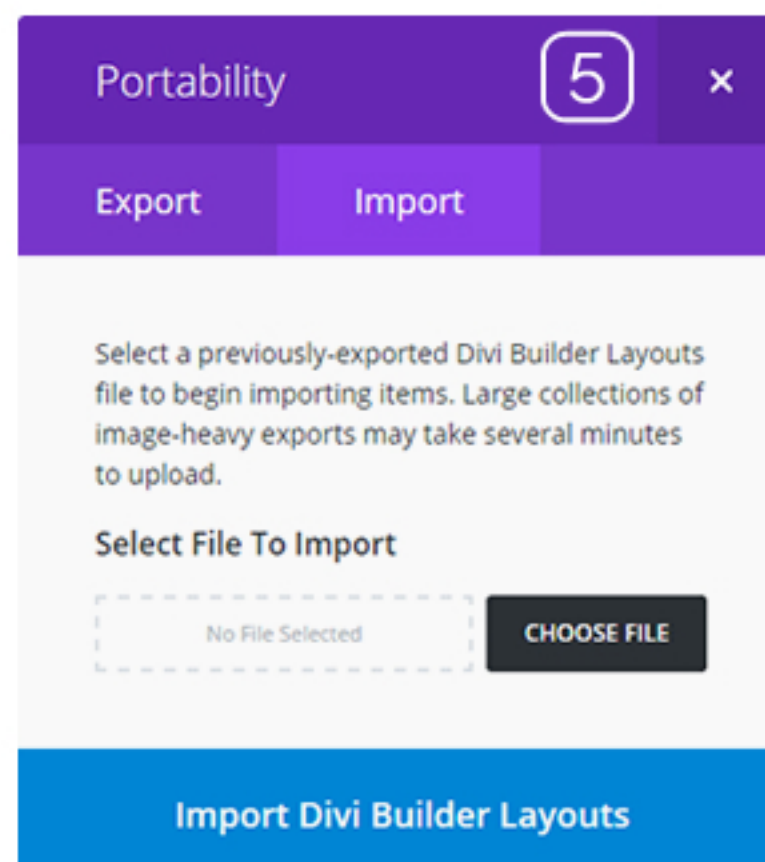 Portability
5
×
Export
Import
Select a previously-exported Divi Builder Layouts
file to begin importing items. Large collections of
image-heavy exports may take several minutes
to upload.
Select File To Import
No File Selected
CHOOSE FILE
Import Divi Builder Layouts